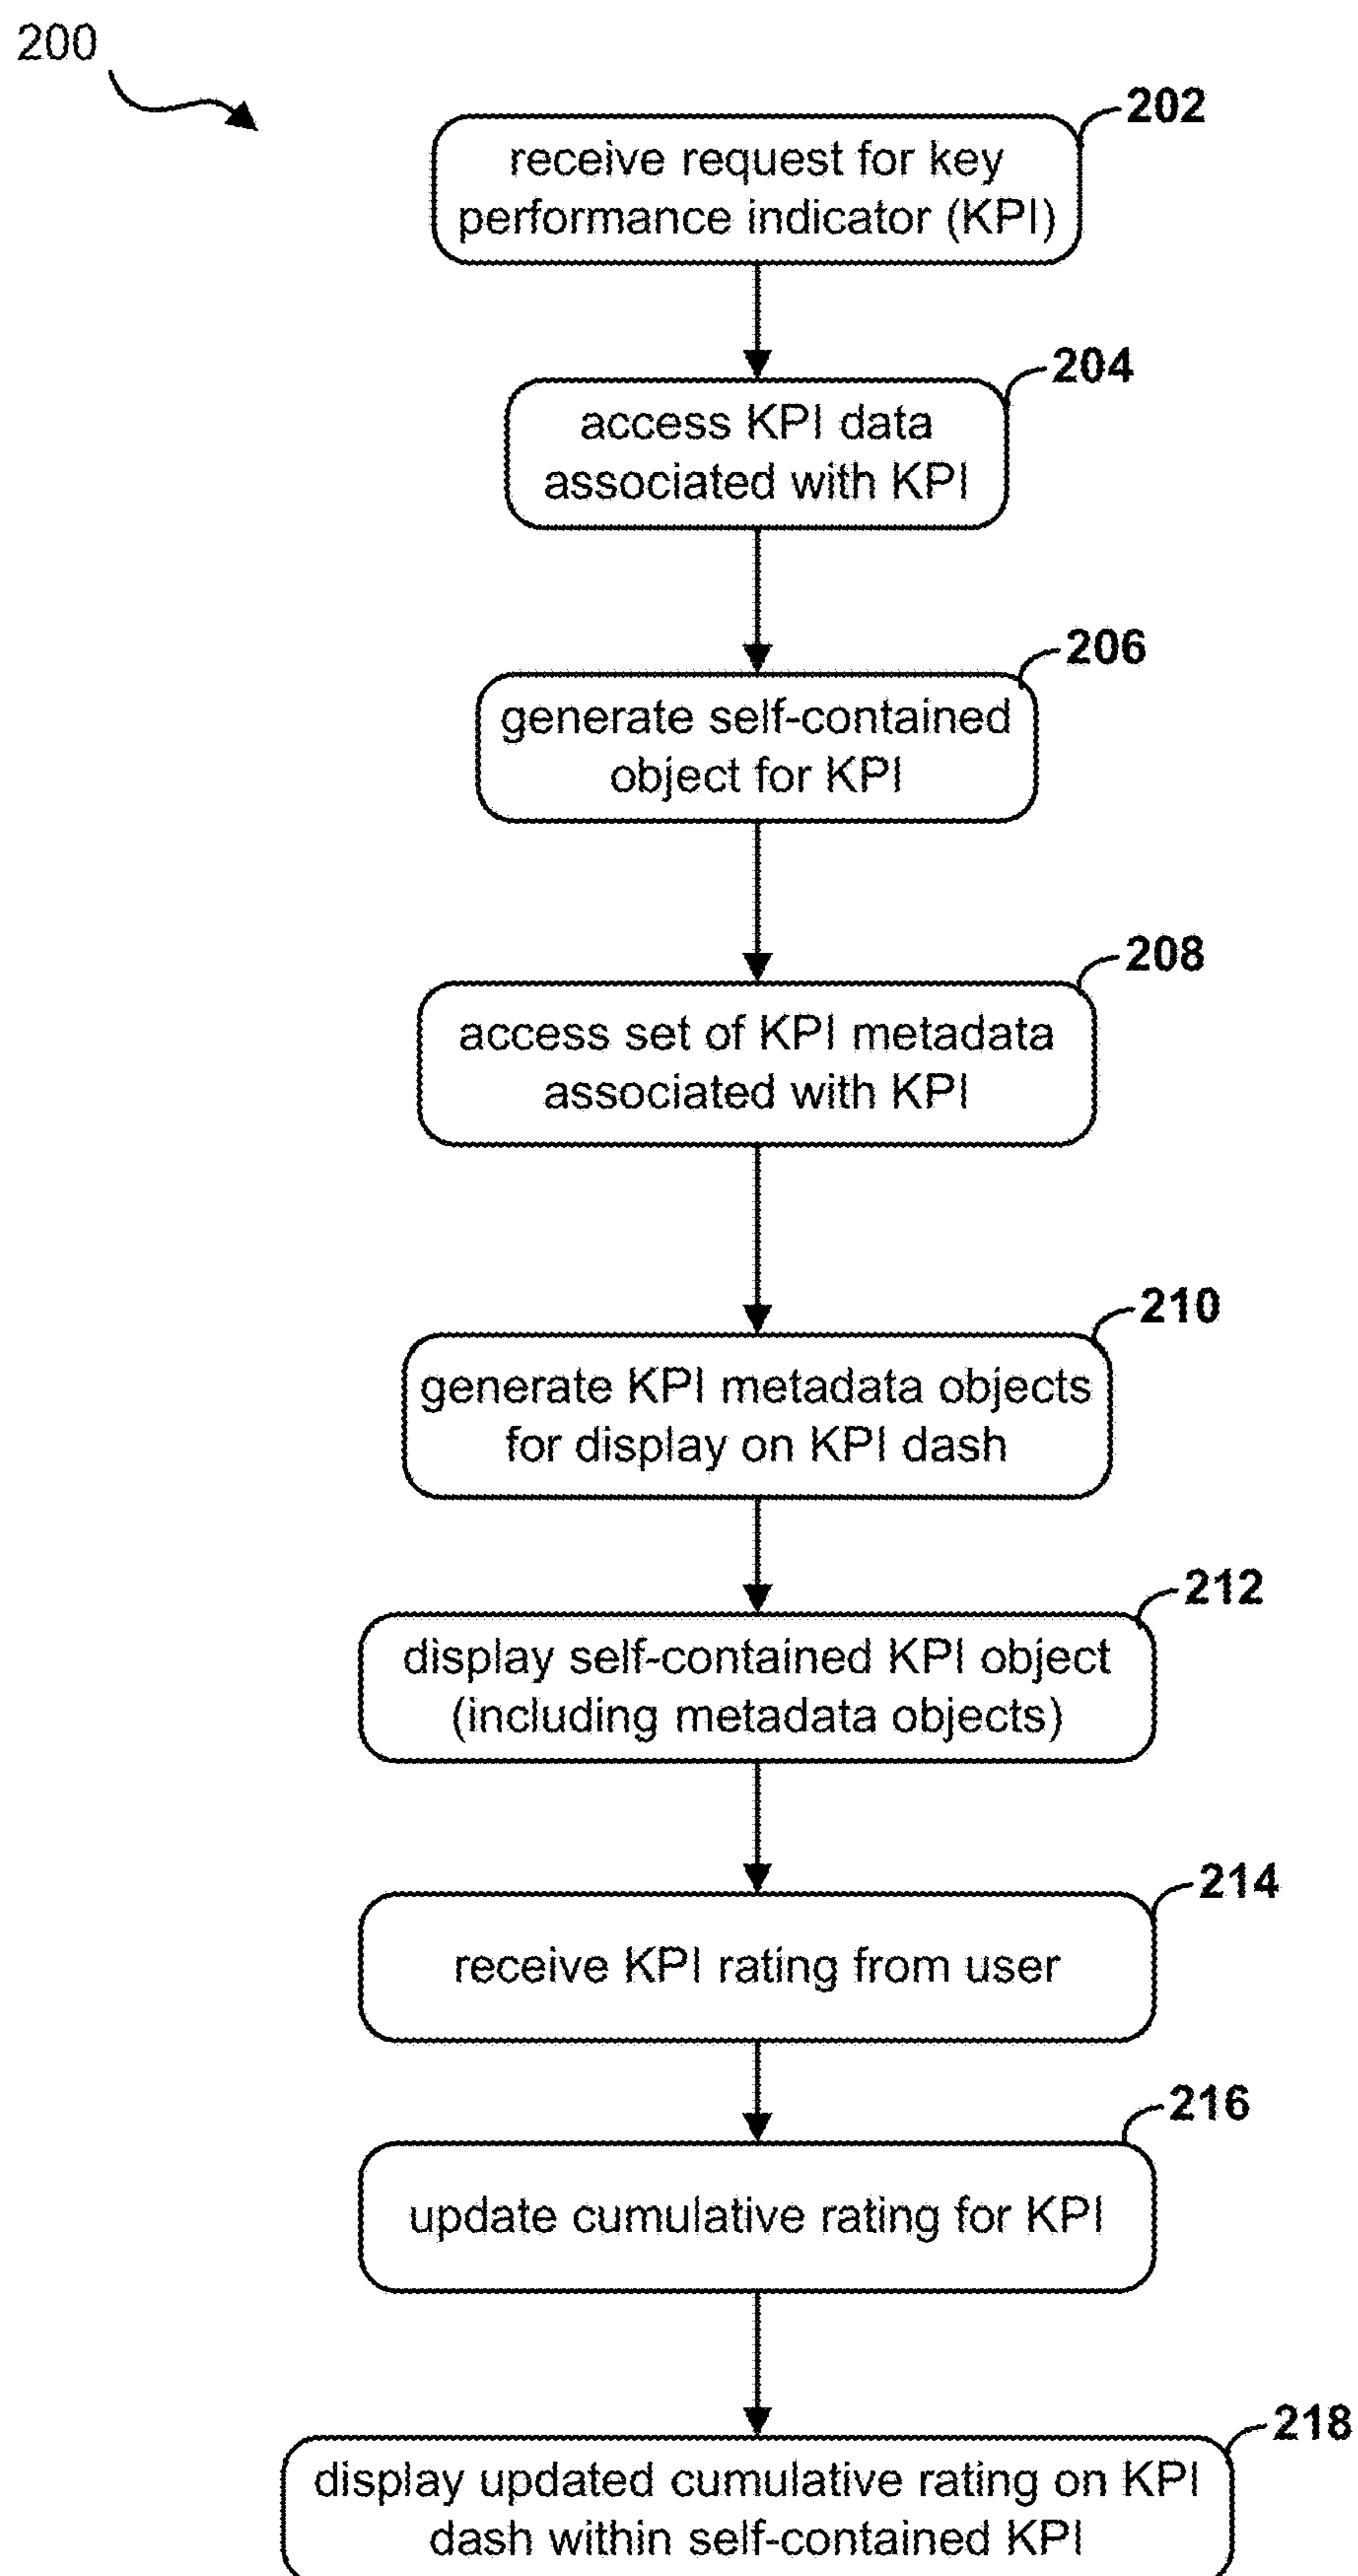 200
202
receive request for key
performance indicator (KPI)
204
access KPI data
associated with KPI
206
generate self-contained
object for KPI
208
access set of KPI metadata
associated with KPI
210
generate KPI metadata objects
for display on KPI dash
212
display self-contained KPI object
(including metadata objects)
214
receive KPI rating from user
216
update cumulative rating for KPI
218
display updated cumulative rating on KPI
dash within self-contained KPI